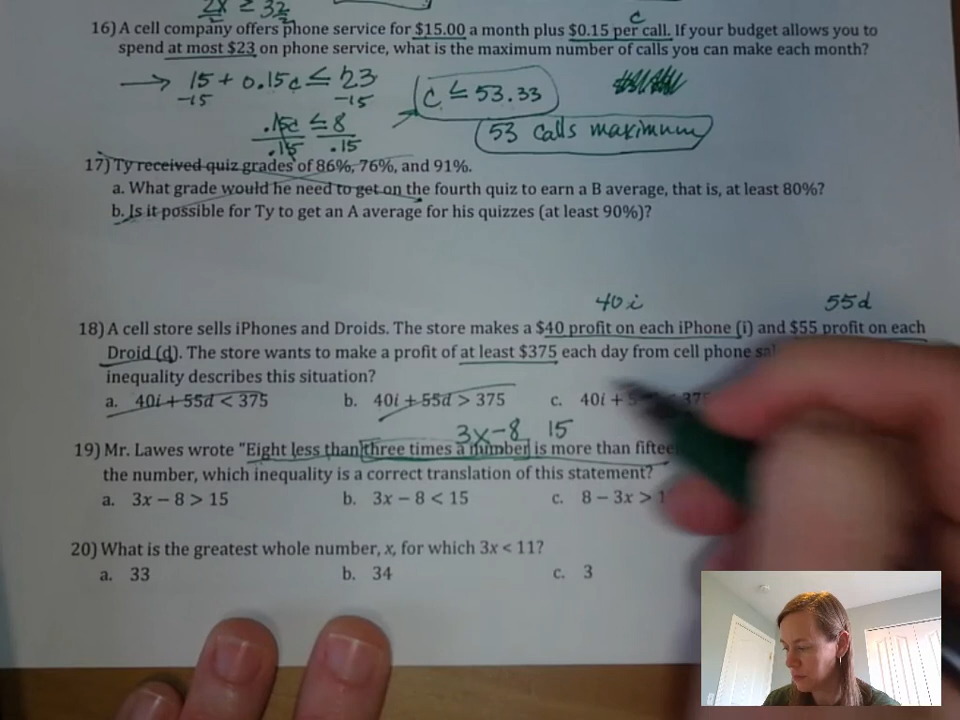 2x ≥ 32
2 2
c
16) A cell company offers phone service for $15.00 a month plus $0.15 per call. If your budget allows you to
spend at most $23 on phone service, what is the maximum number of calls you can make each month?
→ 15 + 0.15c ≤ 23
-15 -15
c ≤ 53.33
.15c ≤ 8
.15 .15
53 calls maximum
17) Ty received quiz grades of 86%, 76%, and 91%.
a. What grade would he need to get on the fourth quiz to earn a B average, that is, at least 80%?
b. Is it possible for Ty to get an A average for his quizzes (at least 90%)?
40i 55d
18) A cell store sells iPhones and Droids. The store makes a $40 profit on each iPhone (i) and $55 profit on each
Droid (d). The store wants to make a profit of at least $375 each day from cell phone
inequality describes this situation?
a. 40i + 55d < 375 b. 40i + 55d > 375 c. 40i +
3x-8 15
19) Mr. Lawes wrote "Eight less than three times a number is more than
the number, which inequality is a correct translation of this statement?
a. 3x − 8 > 15 b. 3x − 8 < 15 c. 8 − 3x >
20) What is the greatest whole number, x, for which 3x < 11?
a. 33 b. 34 c. 3